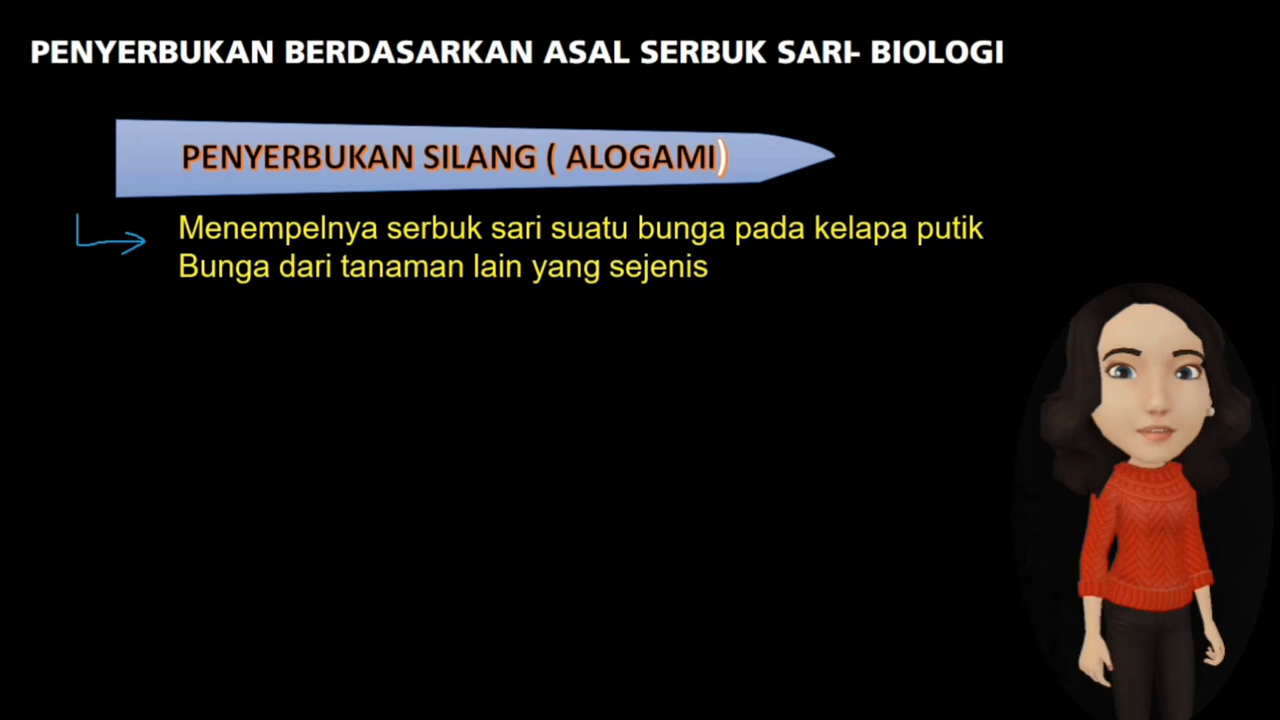 PENYERBUKAN BERDASARKAN ASAL SERBUK SARI- BIOLOGI
PENYERBUKAN SILANG ( ALOGAMI)
Menempelnya serbuk sari suatu bunga pada kelapa putik
Bunga dari tanaman lain yang sejenis